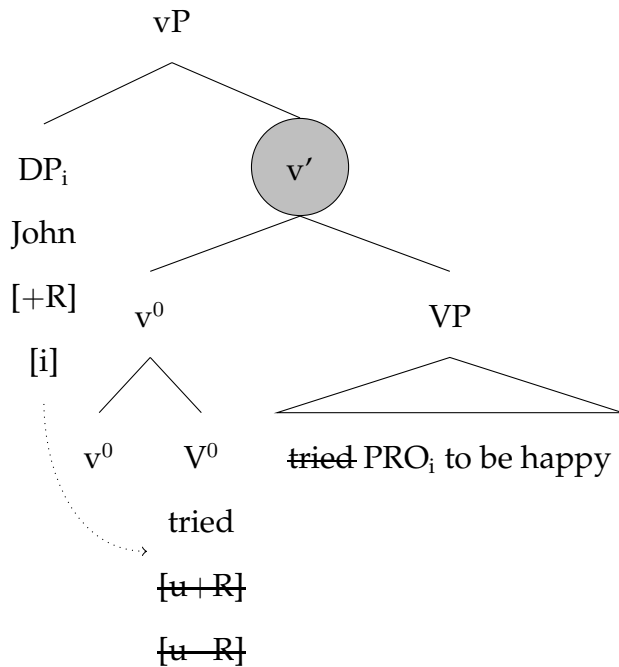 vP
DPᵢ
v′
John
[+R]
v⁰
VP
[i]
v⁰
V⁰
tried PROᵢ to be happy
tried
[u+R]
[u−R]